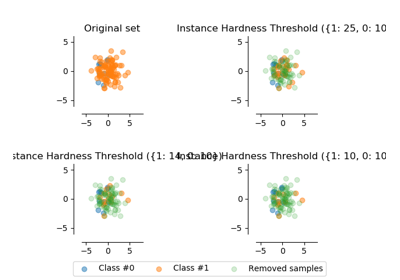 Original set
Instance Hardness Threshold ({1: 25, 0: 10
5
0
−5
−5 0 5
5
0
−5
−5 0 5
stance Hardness Threshold ({1: 14, 0: 10})
Instance Hardness Threshold ({1: 10, 0: 10
5
0
−5
−5 0 5
5
0
−5
−5 0 5
Class #0 Class #1 Removed samples